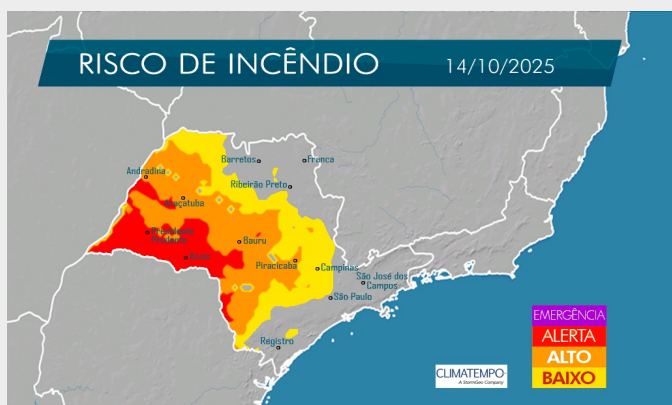 RISCO DE INCÊNDIO 14/10/2025
Barretos Franca
Andradina
Ribeirão Preto
Araçatuba
Presidente
Prudente
Bauru
Assis
Piracicaba
Campinas
São José dos
Campos
São Paulo
Registro
EMERGÊNCIA
ALERTA
ALTO
BAIXO
CLIMATEMPO
A StormGeo Company